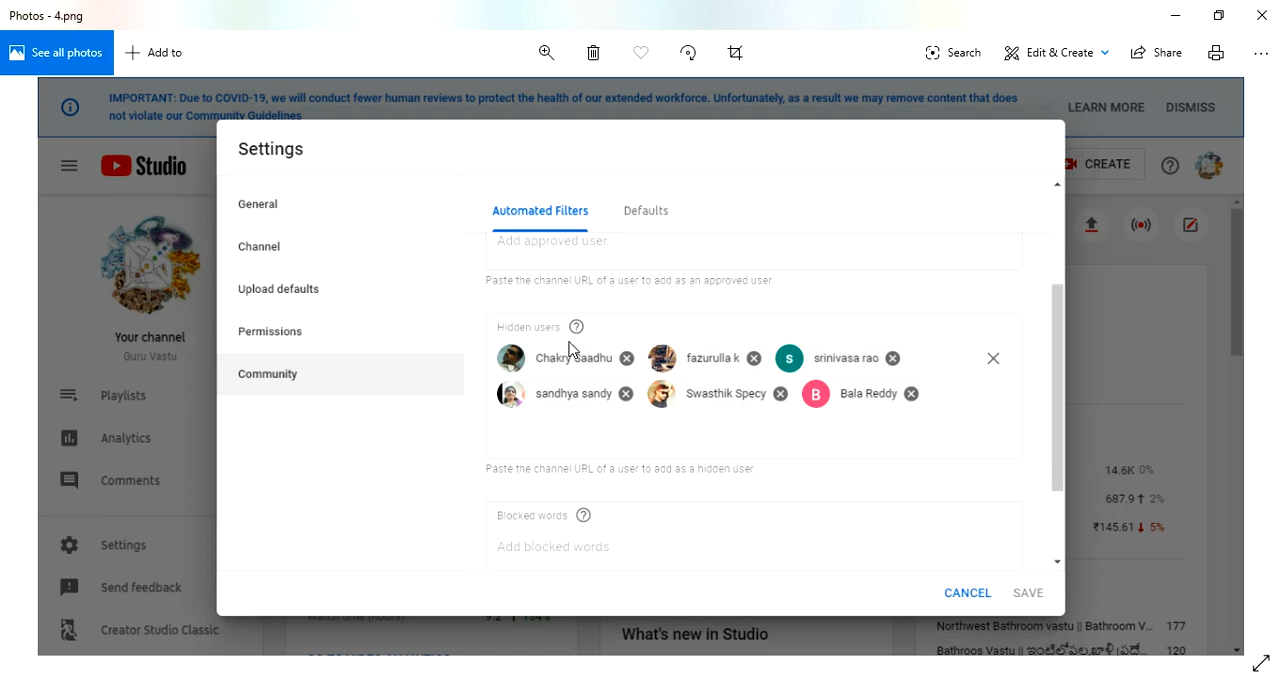 Photos - 4.png
See all photos
Add to
Search
Edit & Create
Share
IMPORTANT: Due to COVID-19, we will conduct fewer human reviews to protect the health of our extended workforce. Unfortunately, as a result we may remove content that does
not violate our Community Guidelines
LEARN MORE
DISMISS
Studio
CREATE
Settings
General
Channel
Upload defaults
Permissions
Community
Automated Filters
Defaults
Add approved user
Paste the channel URL of a user to add as an approved user
Hidden users
Chakry Saadhu
fazurulla k
S
srinivasa rao
sandhya sandy
Swasthik Specy
B
Bala Reddy
Paste the channel URL of a user to add as a hidden user.
Blocked words
Add blocked words
CANCEL
SAVE
Your channel
Guru Vastu
Playlists
Analytics
Comments
Settings
Send feedback
Creator Studio Classic
14.6K 0%
687.9 2%
₹145.61 5%
Watch time (hours)
9.2
What's new in Studio
Northwest Bathroom vastu || Bathroom V... 177
Bathroos Vastu || 120